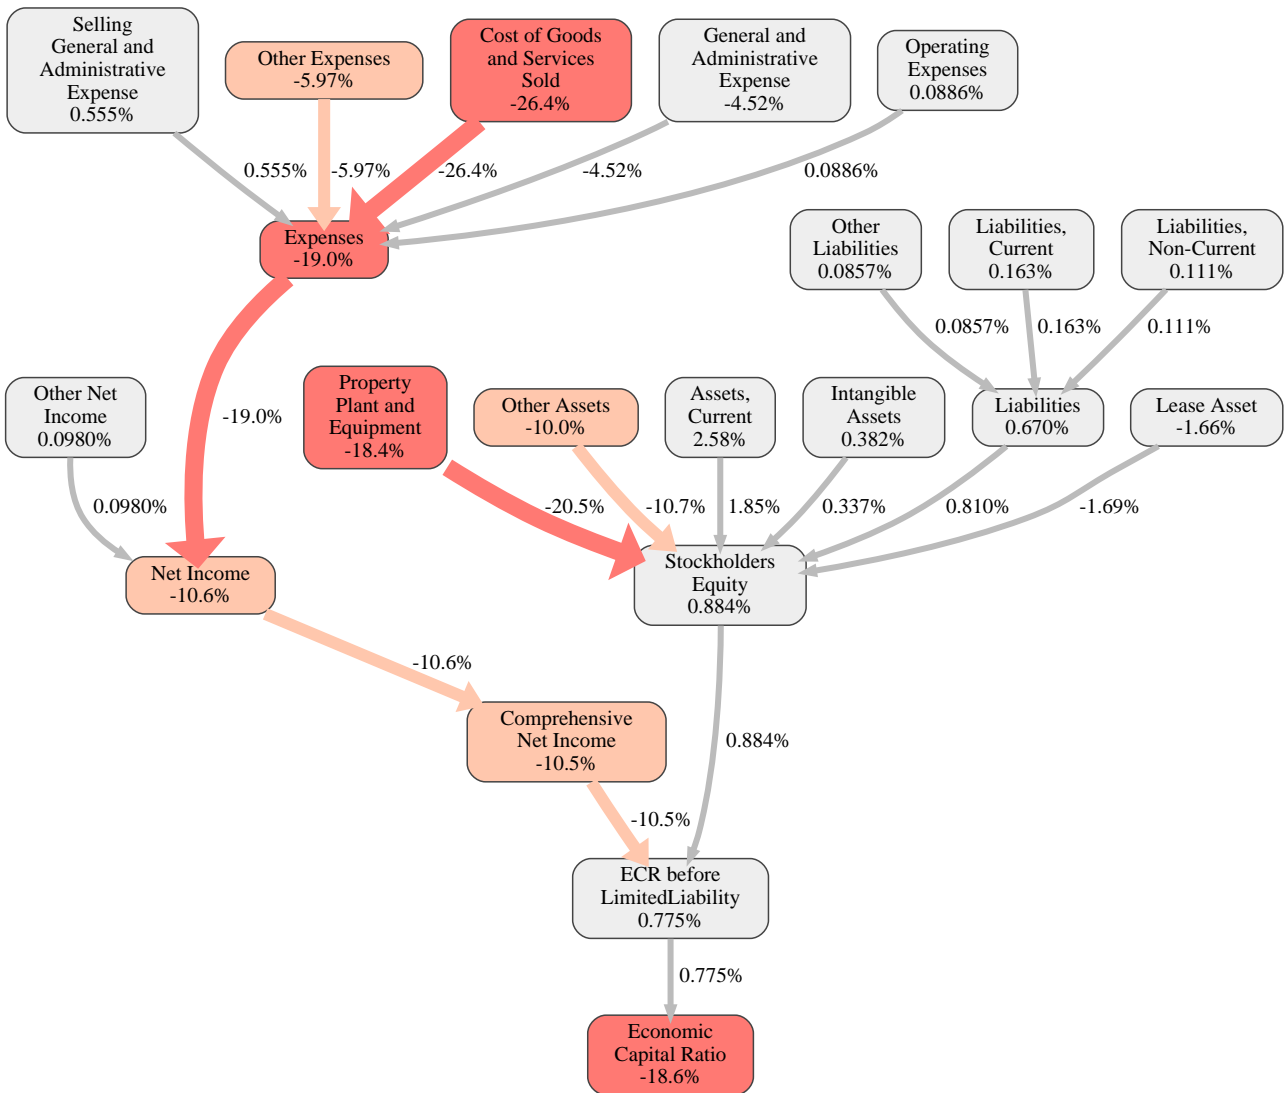 Selling
General and
Administrative
Expense
0.555%
Other Expenses
-5.97%
Cost of Goods
and Services
Sold
-26.4%
General and
Administrative
Expense
-4.52%
Operating
Expenses
0.0886%
0.555%
-5.97%
-26.4%
-4.52%
0.0886%
Expenses
-19.0%
Other
Liabilities
0.0857%
Liabilities,
Current
0.163%
Liabilities,
Non-Current
0.111%
0.0857%
0.163%
0.111%
Other Net
Income
0.0980%
-19.0%
Property
Plant and
Equipment
-18.4%
Other Assets
-10.0%
Assets,
Current
2.58%
Intangible
Assets
0.382%
Liabilities
0.670%
Lease Asset
-1.66%
0.0980%
-20.5%
-10.7%
1.85%
0.337%
0.810%
-1.69%
Net Income
-10.6%
Stockholders
Equity
0.884%
-10.6%
Comprehensive
Net Income
-10.5%
0.884%
-10.5%
ECR before
LimitedLiability
0.775%
0.775%
Economic
Capital Ratio
-18.6%